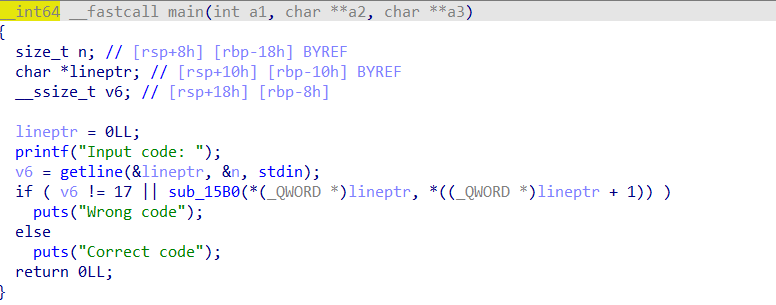 __int64 __fastcall main(int a1, char **a2, char **a3)
{
  size_t n; // [rsp+8h] [rbp-18h] BYREF
  char *lineptr; // [rsp+10h] [rbp-10h] BYREF
  __ssize_t v6; // [rsp+18h] [rbp-8h]

  lineptr = 0LL;
  printf("Input code: ");
  v6 = getline(&lineptr, &n, stdin);
  if ( v6 != 17 || sub_15B0(*(_QWORD *)lineptr, *((_QWORD *)lineptr + 1)) )
    puts("Wrong code");
  else
    puts("Correct code");
  return 0LL;
}